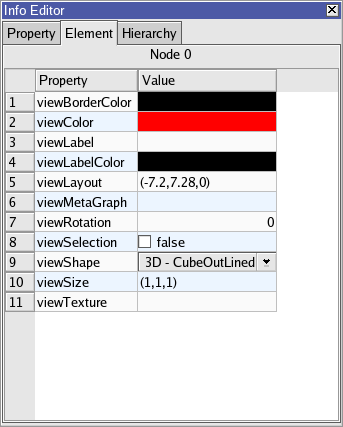 Info Editor
Property Element Hierarchy
Node 0
Property Value
1 viewBorderColor
2 viewColor
3 viewLabel
4 viewLabelColor
5 viewLayout (-7.2,7.28,0)
6 viewMetaGraph
7 viewRotation 0
8 viewSelection false
9 viewShape 3D - CubeOutLined
10 viewSize (1,1,1)
11 viewTexture